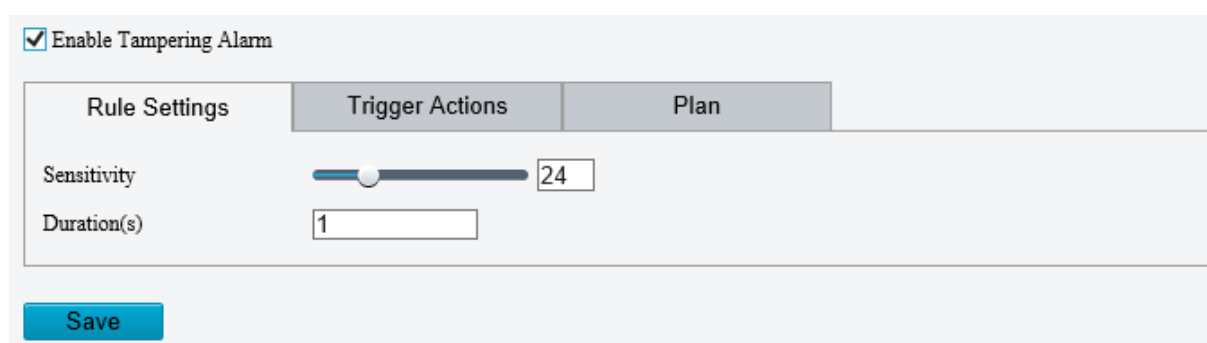 Enable Tampering Alarm
Rule Settings Trigger Actions Plan
Sensitivity 24
Duration(s) 1
Save